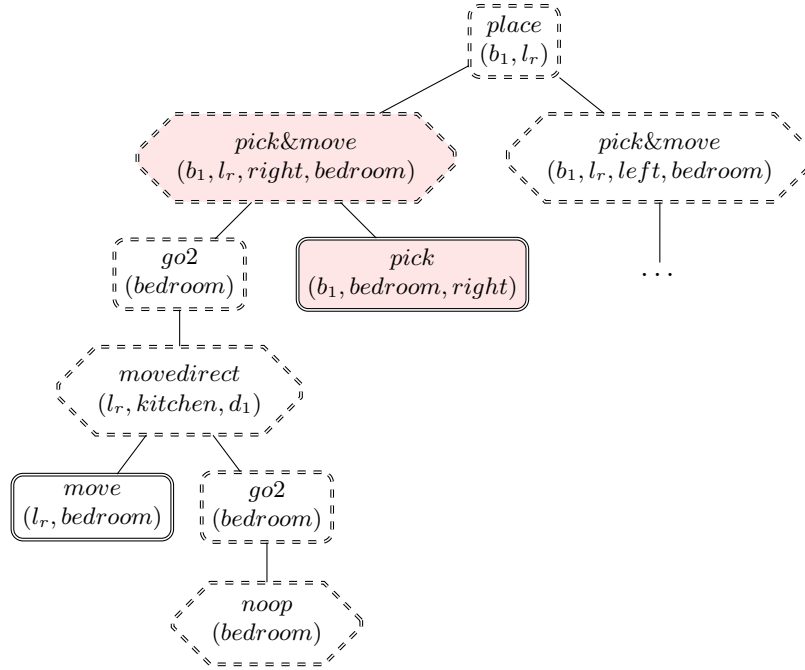 place
(b₁, lᵣ)
pick&move
(b₁, lᵣ, right, bedroom)
pick&move
(b₁, lᵣ, left, bedroom)
go2
(bedroom)
pick
(b₁, bedroom, right)
...
movedirect
(lᵣ, kitchen, d₁)
move
(lᵣ, bedroom)
go2
(bedroom)
noop
(bedroom)